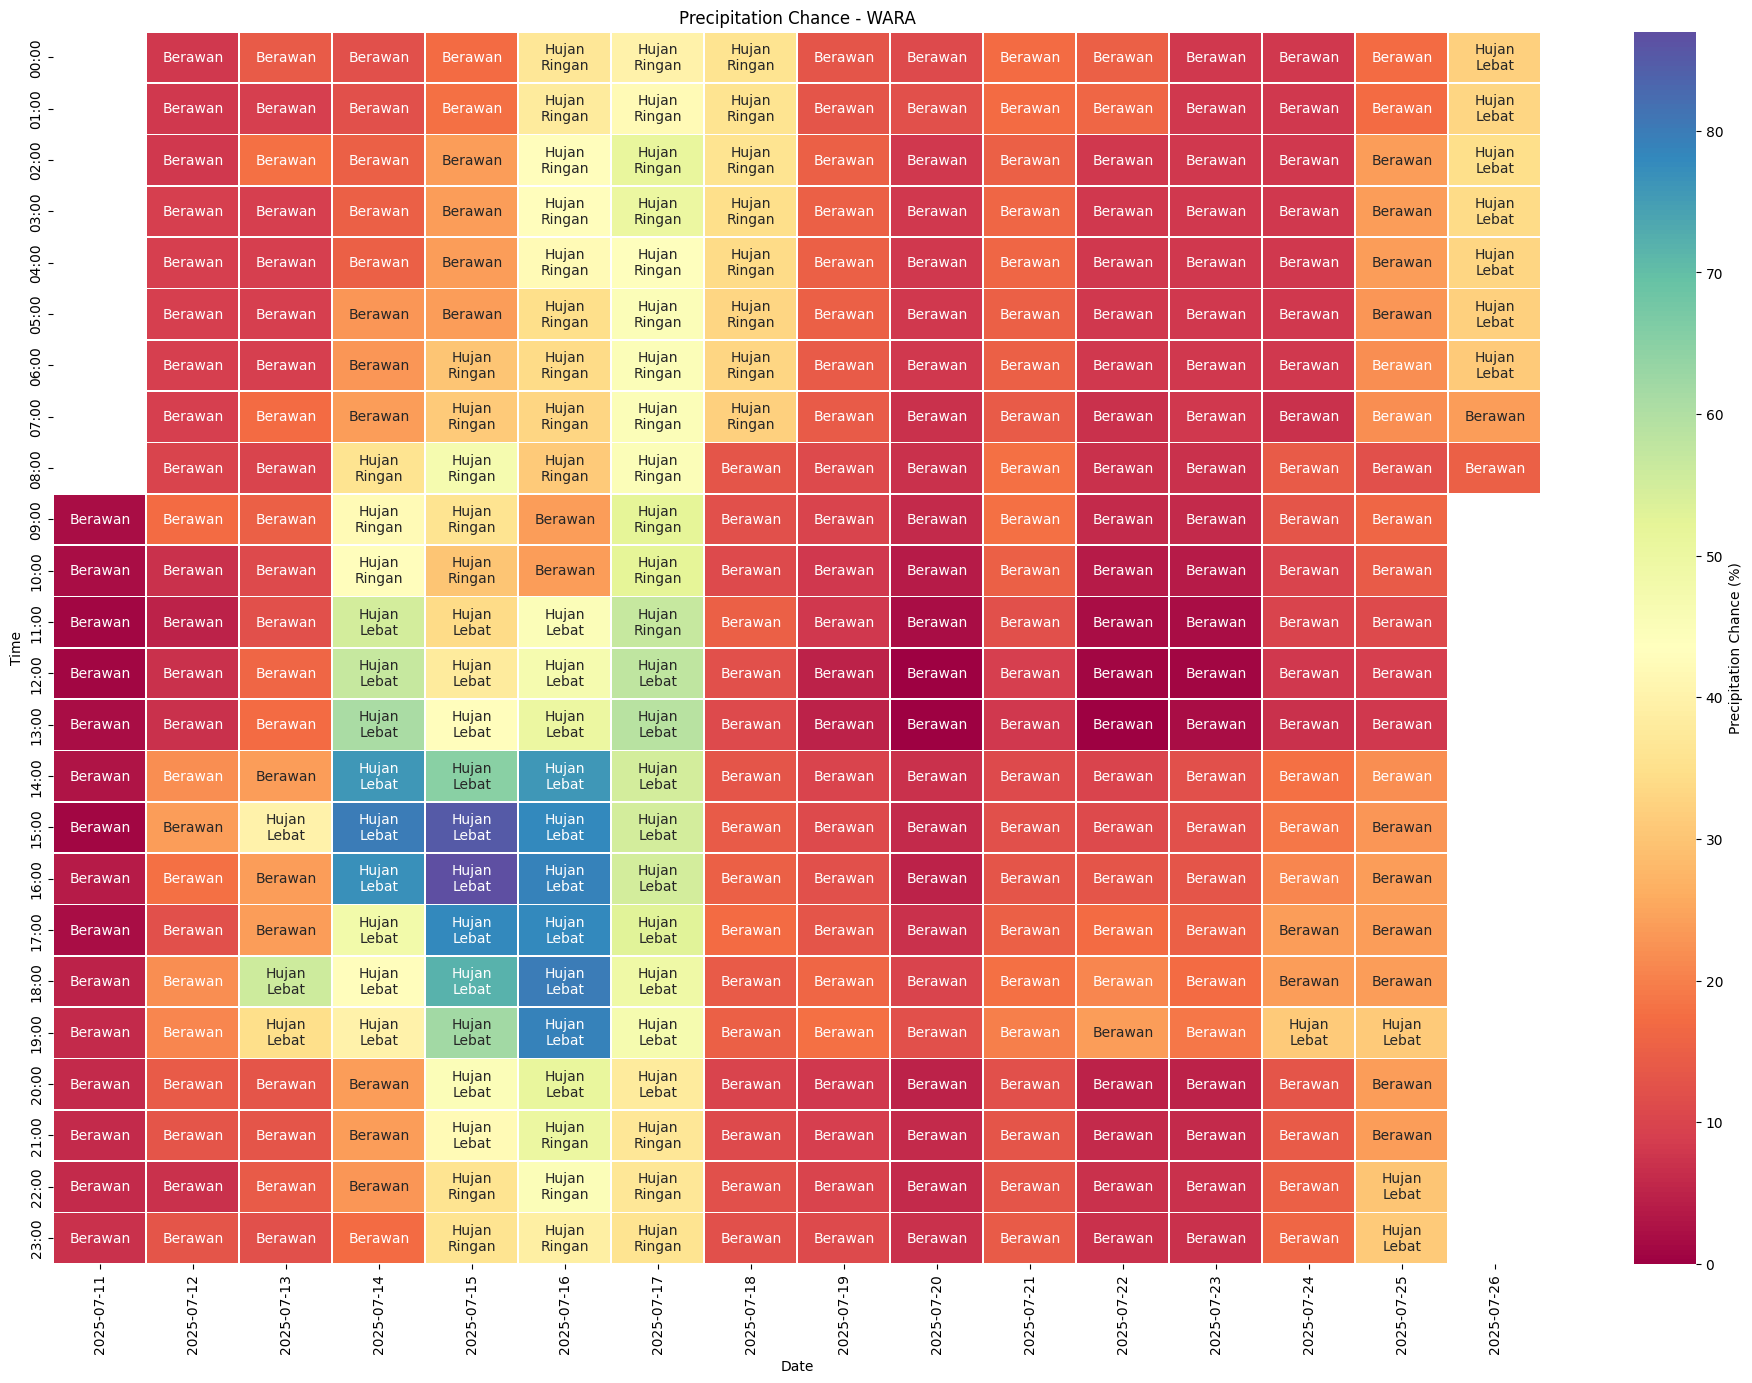 Precipitation Chance - WARA
00:00 Berawan Berawan Berawan Berawan Hujan Ringan Hujan Ringan Hujan Ringan Berawan Berawan Berawan Berawan Berawan Berawan Berawan Hujan Lebat
01:00 Berawan Berawan Berawan Berawan Hujan Ringan Hujan Ringan Hujan Ringan Berawan Berawan Berawan Berawan Berawan Berawan Berawan Hujan Lebat
02:00 Berawan Berawan Berawan Berawan Hujan Ringan Hujan Ringan Hujan Ringan Berawan Berawan Berawan Berawan Berawan Berawan Berawan Hujan Lebat
03:00 Berawan Berawan Berawan Berawan Hujan Ringan Hujan Ringan Hujan Ringan Berawan Berawan Berawan Berawan Berawan Berawan Berawan Hujan Lebat
04:00 Berawan Berawan Berawan Berawan Hujan Ringan Hujan Ringan Hujan Ringan Berawan Berawan Berawan Berawan Berawan Berawan Berawan Hujan Lebat
05:00 Berawan Berawan Berawan Berawan Hujan Ringan Hujan Ringan Hujan Ringan Berawan Berawan Berawan Berawan Berawan Berawan Berawan Hujan Lebat
06:00 Berawan Berawan Berawan Hujan Ringan Hujan Ringan Hujan Ringan Hujan Ringan Berawan Berawan Berawan Berawan Berawan Berawan Berawan Hujan Lebat
07:00 Berawan Berawan Berawan Hujan Ringan Hujan Ringan Hujan Ringan Hujan Ringan Berawan Berawan Berawan Berawan Berawan Berawan Berawan Berawan
08:00 Berawan Berawan Hujan Ringan Hujan Ringan Hujan Ringan Hujan Ringan Berawan Berawan Berawan Berawan Berawan Berawan Berawan Berawan Berawan
09:00 Berawan Berawan Berawan Hujan Ringan Hujan Ringan Berawan Hujan Ringan Berawan Berawan Berawan Berawan Berawan Berawan Berawan Berawan
10:00 Berawan Berawan Berawan Hujan Ringan Hujan Ringan Berawan Hujan Ringan Berawan Berawan Berawan Berawan Berawan Berawan Berawan Berawan
11:00 Berawan Berawan Berawan Hujan Lebat Hujan Lebat Hujan Lebat Hujan Ringan Berawan Berawan Berawan Berawan Berawan Berawan Berawan Berawan
12:00 Berawan Berawan Berawan Hujan Lebat Hujan Lebat Hujan Lebat Hujan Lebat Berawan Berawan Berawan Berawan Berawan Berawan Berawan Berawan
13:00 Berawan Berawan Berawan Hujan Lebat Hujan Lebat Hujan Lebat Hujan Lebat Berawan Berawan Berawan Berawan Berawan Berawan Berawan Berawan
14:00 Berawan Berawan Berawan Hujan Lebat Hujan Lebat Hujan Lebat Hujan Lebat Berawan Berawan Berawan Berawan Berawan Berawan Berawan Berawan
15:00 Berawan Berawan Hujan Lebat Hujan Lebat Hujan Lebat Hujan Lebat Hujan Lebat Berawan Berawan Berawan Berawan Berawan Berawan Berawan Berawan
16:00 Berawan Berawan Berawan Hujan Lebat Hujan Lebat Hujan Lebat Hujan Lebat Berawan Berawan Berawan Berawan Berawan Berawan Berawan Berawan
17:00 Berawan Berawan Berawan Hujan Lebat Hujan Lebat Hujan Lebat Hujan Lebat Berawan Berawan Berawan Berawan Berawan Berawan Berawan Berawan
18:00 Berawan Berawan Hujan Lebat Hujan Lebat Hujan Lebat Hujan Lebat Hujan Lebat Berawan Berawan Berawan Berawan Berawan Berawan Berawan Berawan
19:00 Berawan Berawan Hujan Lebat Hujan Lebat Hujan Lebat Hujan Lebat Hujan Lebat Berawan Berawan Berawan Berawan Berawan Berawan Hujan Lebat Hujan Lebat
20:00 Berawan Berawan Berawan Berawan Hujan Lebat Hujan Lebat Hujan Lebat Berawan Berawan Berawan Berawan Berawan Berawan Berawan Berawan
21:00 Berawan Berawan Berawan Berawan Hujan Lebat Hujan Ringan Hujan Ringan Berawan Berawan Berawan Berawan Berawan Berawan Berawan Berawan
22:00 Berawan Berawan Berawan Berawan Hujan Ringan Hujan Ringan Hujan Ringan Berawan Berawan Berawan Berawan Berawan Berawan Berawan Hujan Lebat
23:00 Berawan Berawan Berawan Berawan Hujan Ringan Hujan Ringan Hujan Ringan Berawan Berawan Berawan Berawan Berawan Berawan Berawan Hujan Lebat
Time
2025-07-11 2025-07-12 2025-07-13 2025-07-14 2025-07-15 2025-07-16 2025-07-17 2025-07-18 2025-07-19 2025-07-20 2025-07-21 2025-07-22 2025-07-23 2025-07-24 2025-07-25 2025-07-26
Date
80
70
60
50
40
30
20
10
0
Precipitation Chance (%)